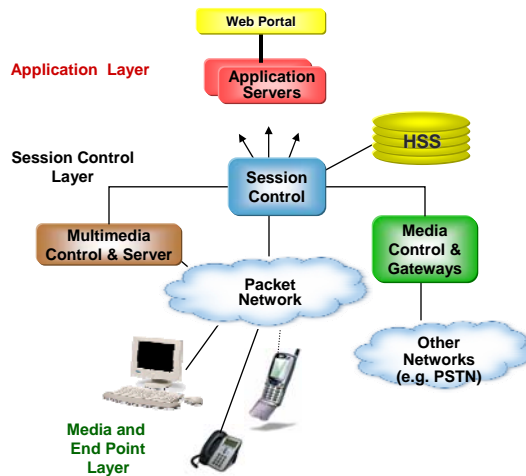 Web Portal
Application Layer
Application
Servers
HSS
Session Control
Layer
Session
Control
Multimedia
Control & Server
Media
Control &
Gateways
Packet
Network
Other
Networks
(e.g. PSTN)
Media and
End Point
Layer